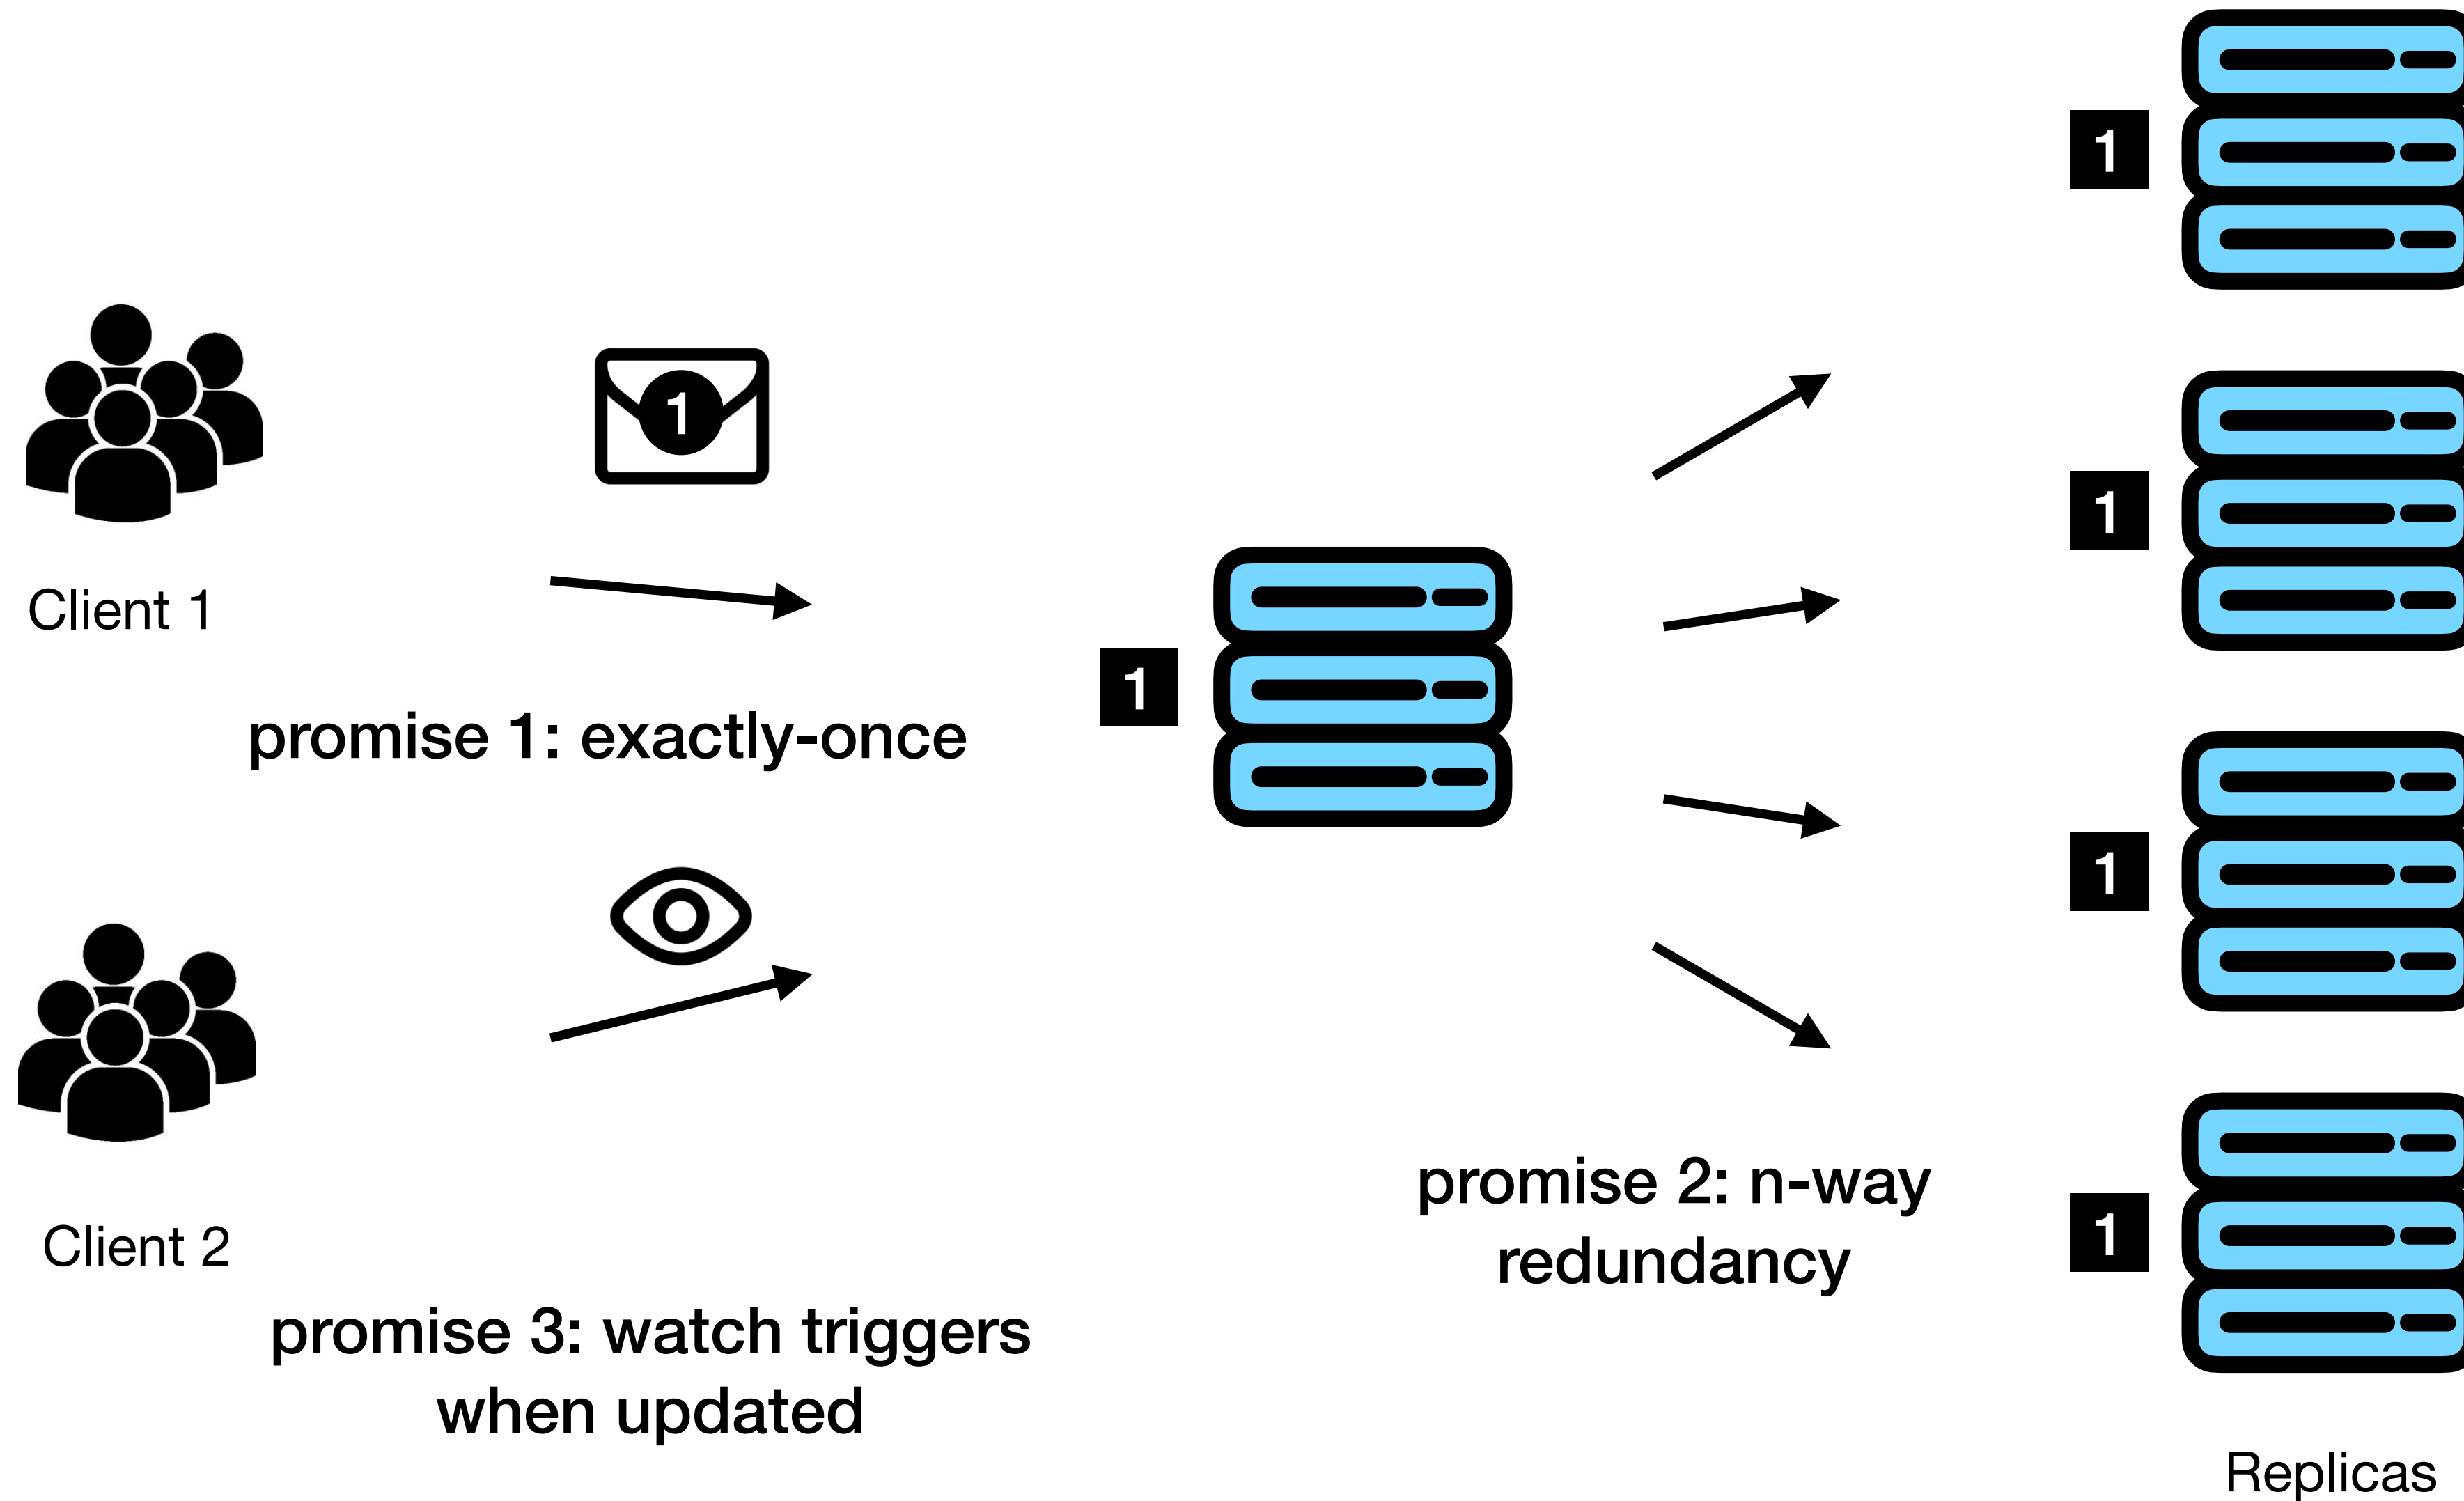 1
1
1
Client 1
1
1
promise 1: exactly-once
1
Client 2
promise 2: n-way
redundancy
1
promise 3: watch triggers
when updated
Replicas